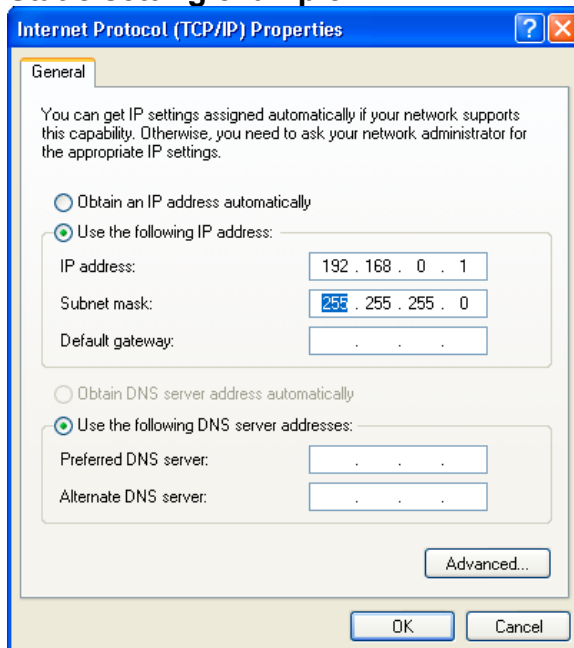 Internet Protocol (TCP/IP) Properties
General
You can get IP settings assigned automatically if your network supports
this capability. Otherwise, you need to ask your network administrator for
the appropriate IP settings.
Obtain an IP address automatically
Use the following IP address:
IP address: 192 . 168 . 0 . 1
Subnet mask: 255 . 255 . 255 . 0
Default gateway: . . .
Obtain DNS server address automatically
Use the following DNS server addresses:
Preferred DNS server: . . .
Alternate DNS server: . . .
Advanced...
OK Cancel